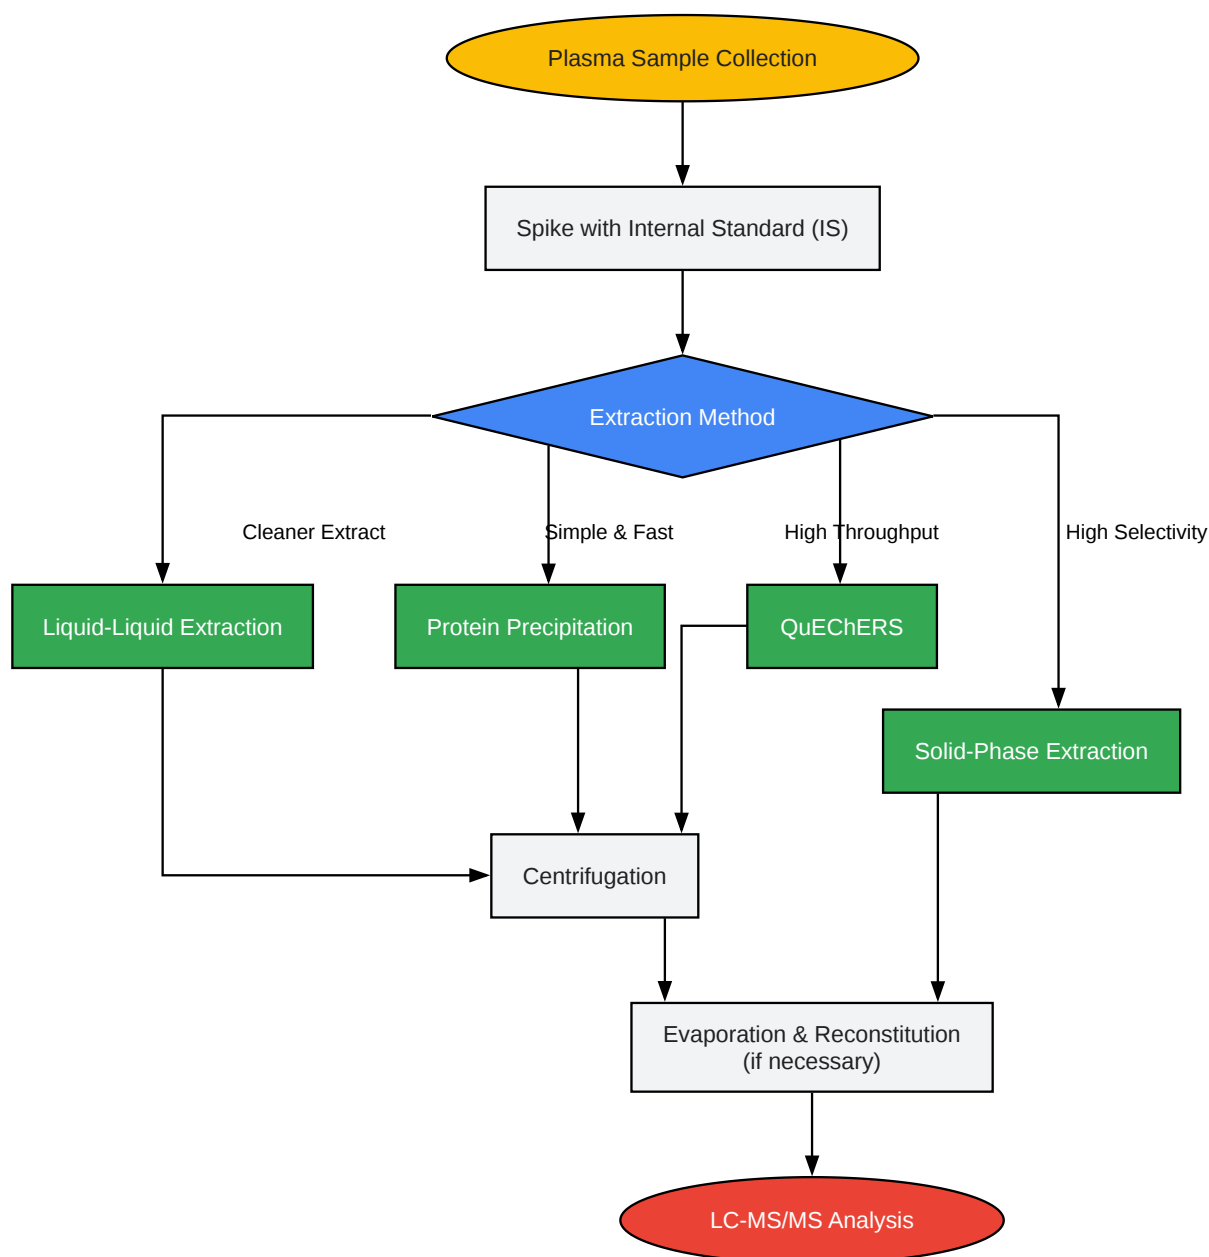 Plasma Sample Collection
Spike with Internal Standard (IS)
Extraction Method
Cleaner Extract
Simple & Fast
High Throughput
High Selectivity
Liquid-Liquid Extraction
Protein Precipitation
QuEChERS
Solid-Phase Extraction
Centrifugation
Evaporation & Reconstitution
(if necessary)
LC-MS/MS Analysis